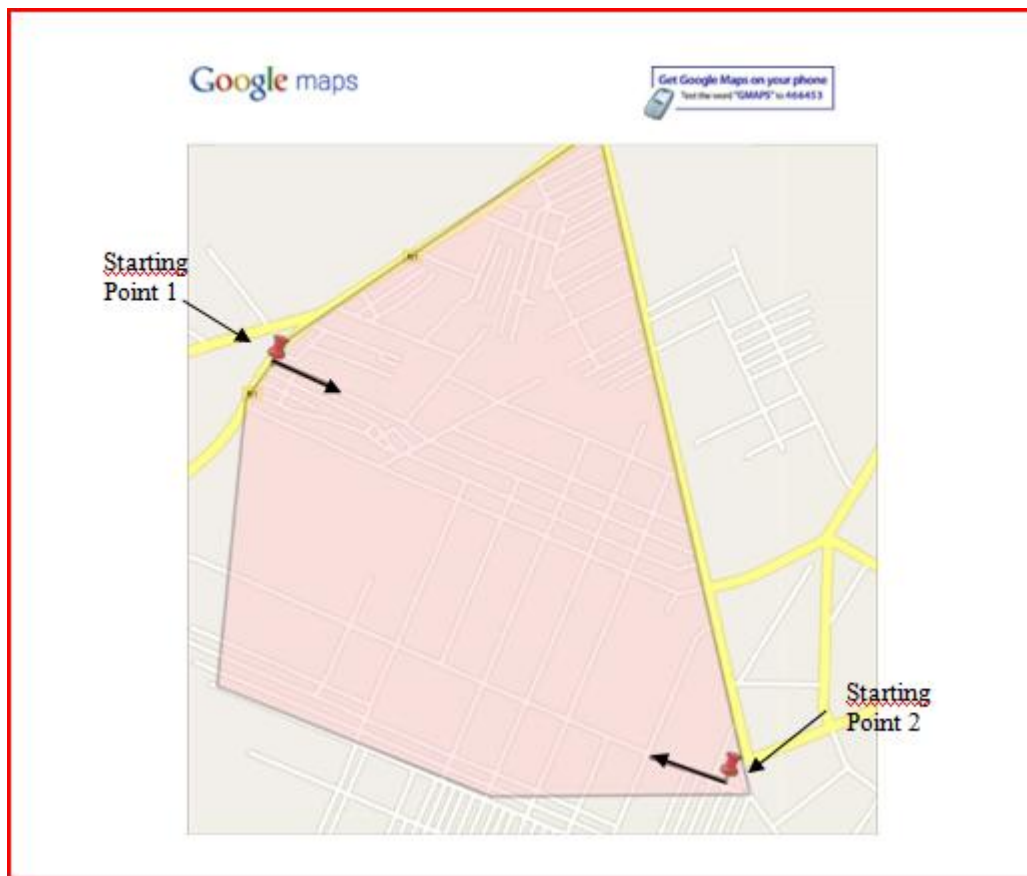 Google maps
Get Google Maps on your phone
Text the word "GMAPS" to 466453
Starting
Point 1
Starting
Point 2